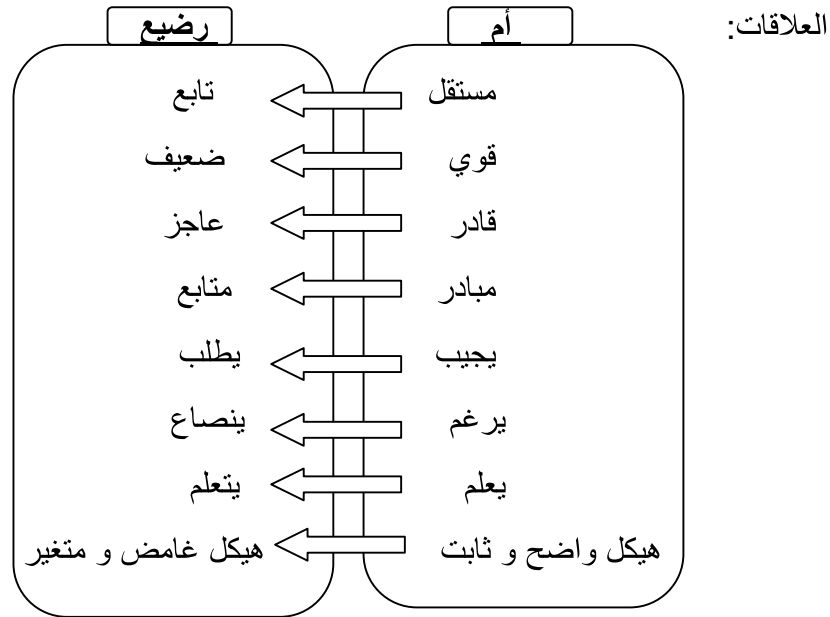 العلاقات:
أم رضيع
مستقل تابع
قوي ضعيف
قادر عاجز
مبادر متابع
يجيب يطلب
يرغم ينصاع
يعلم يتعلم
هيكل واضح و ثابت هيكل غامض و متغير